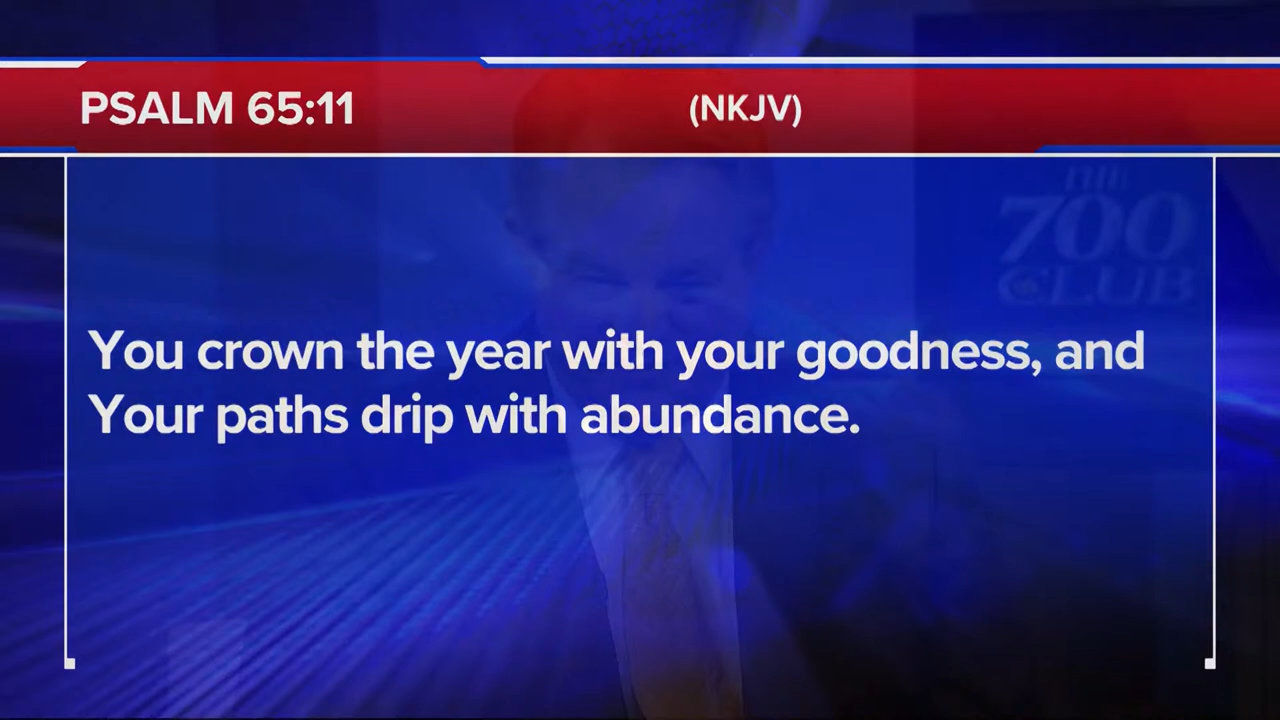 PSALM 65:11 (NKJV)
THE
700
CLUB
You crown the year with your goodness, and
Your paths drip with abundance.